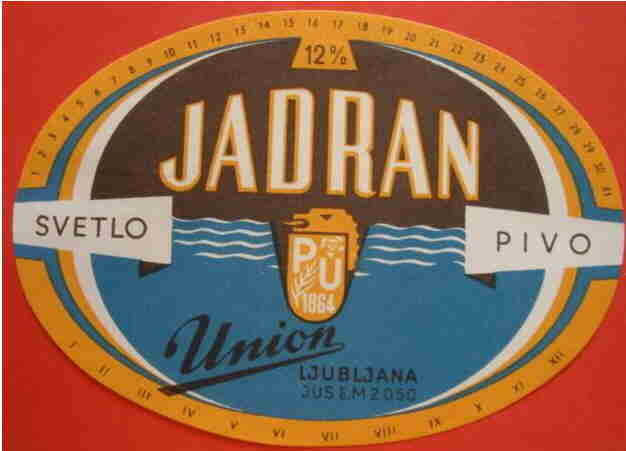 1 2 3 4 5 6 7 8 9 10 11 12 13 14 15 16 17 18 19 20 21 22 23 24 25 26 27 28 29 30 31
12%
JADRAN
SVETLO
PIVO
PU
1864
Union
LJUBLJANA
JUS E.M2.050
I II III IV V VI VII VIII IX X XI XII